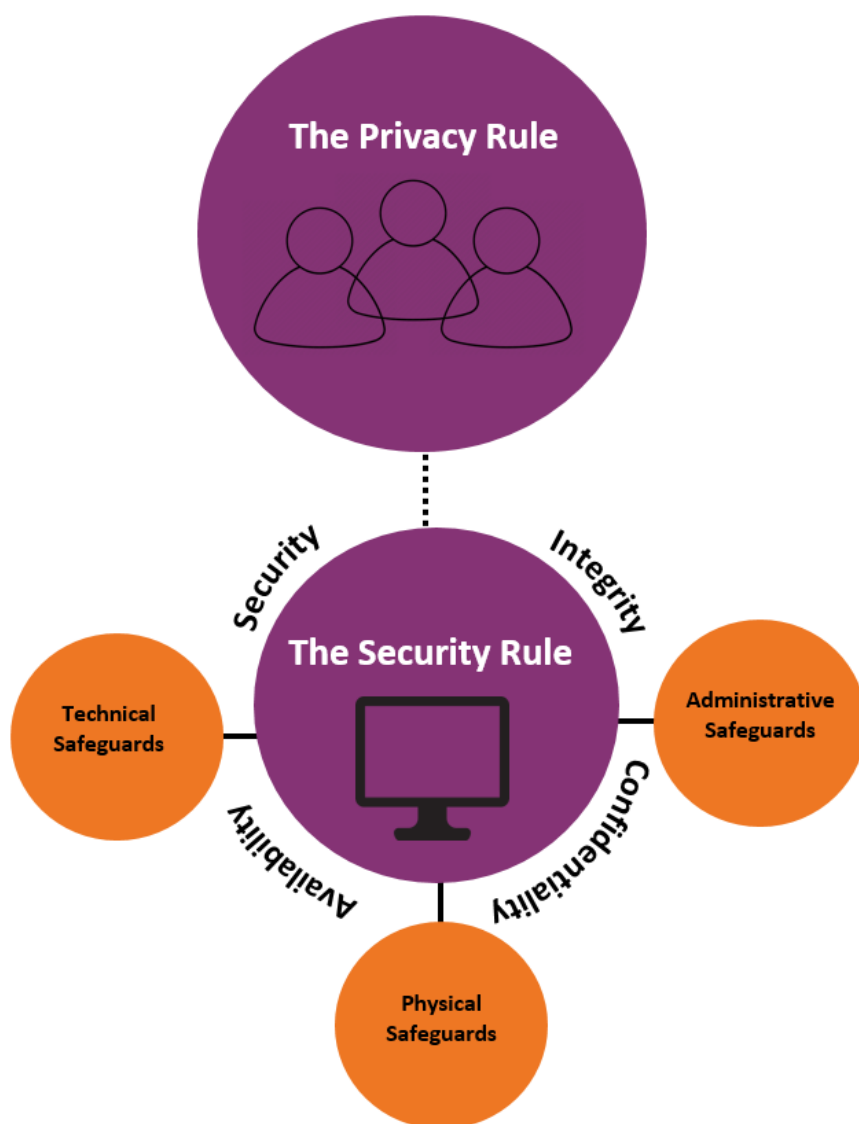 The Privacy Rule
Security
Integrity
The Security Rule
Technical
Safeguards
Administrative
Safeguards
Availability
Confidentiality
Physical
Safeguards